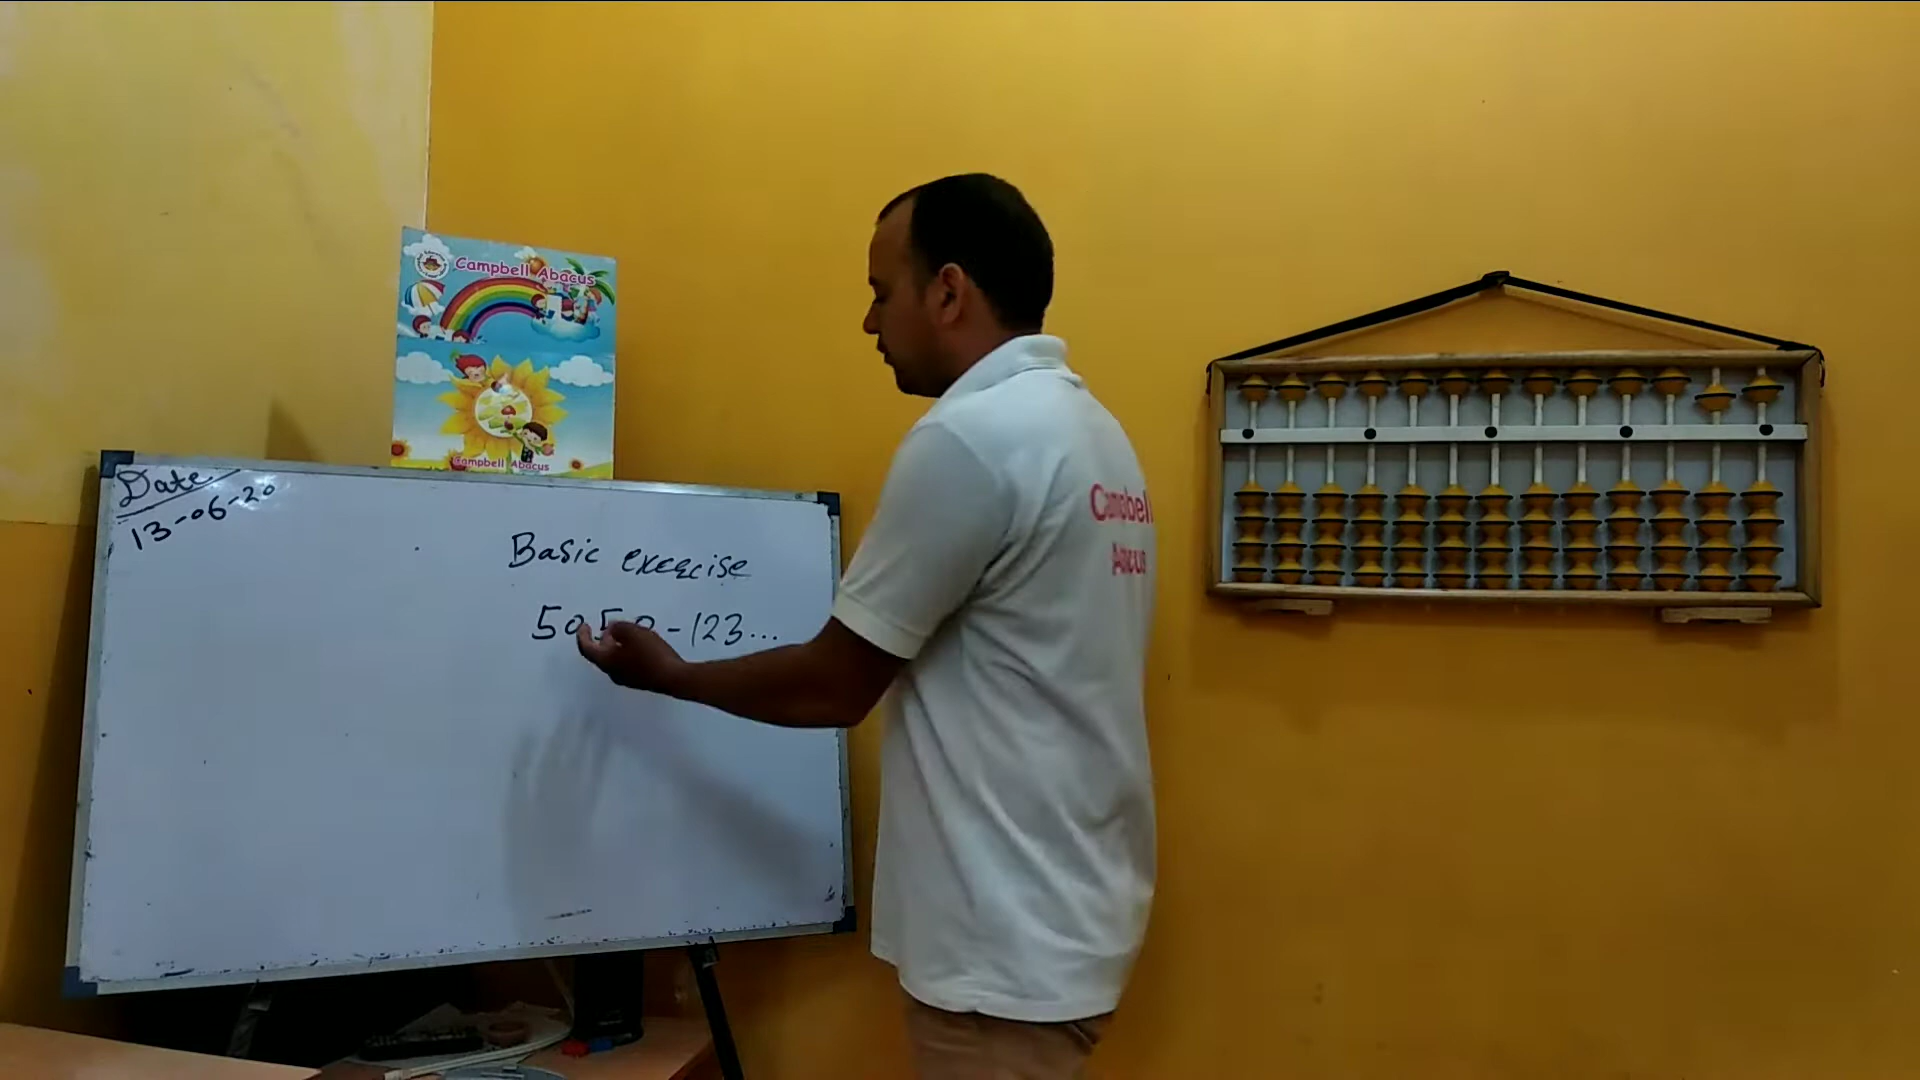 Campbell Abacus
Campbell Abacus
Date
13-06-20
Basic exercise
5050-123...
Campbell
Abacus